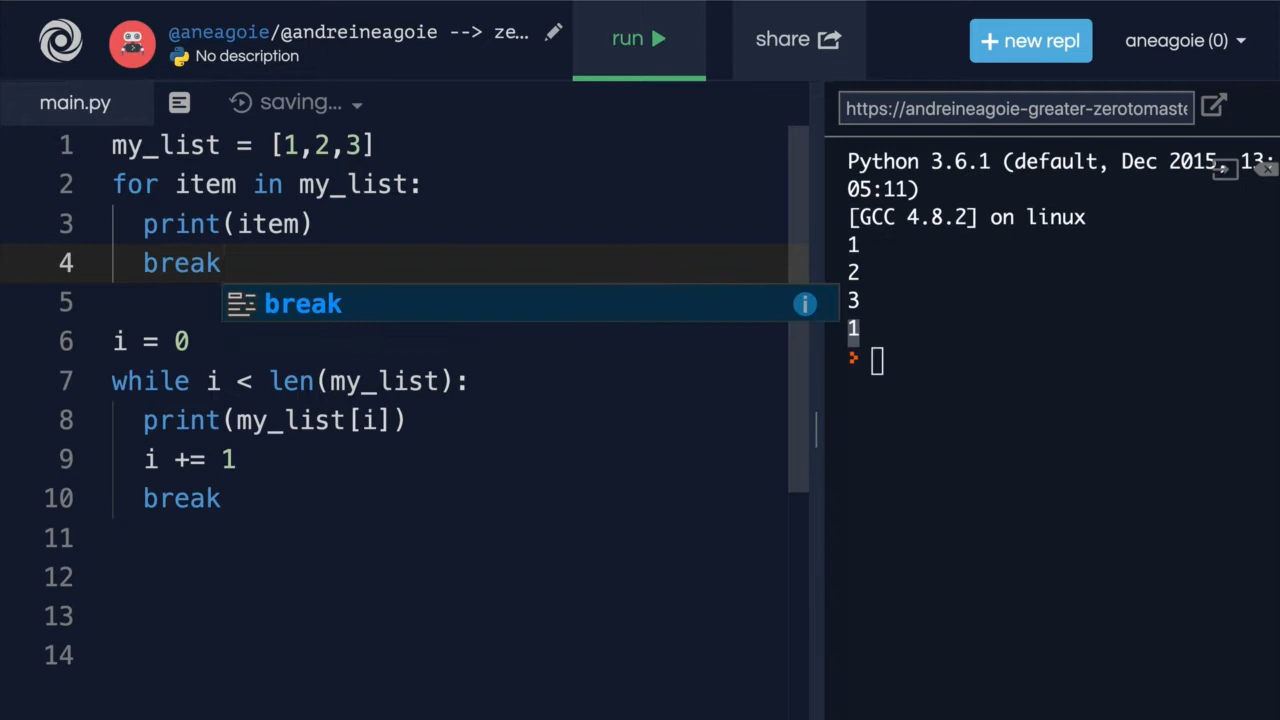 @aneagoie/@andreineagoie --> ze...
No description
run
share
+ new repl
aneagoie (0)
main.py
saving...
https://andreineagoie-greater-zerotomaste
1 my_list = [1,2,3]
2 for item in my_list:
3 print(item)
4 break
5
break
6 i = 0
7 while i < len(my_list):
8 print(my_list[i])
9 i += 1
10 break
11
12
13
14
Python 3.6.1 (default, Dec 2015, 13:
05:11)
[GCC 4.8.2] on linux
1
2
3
1